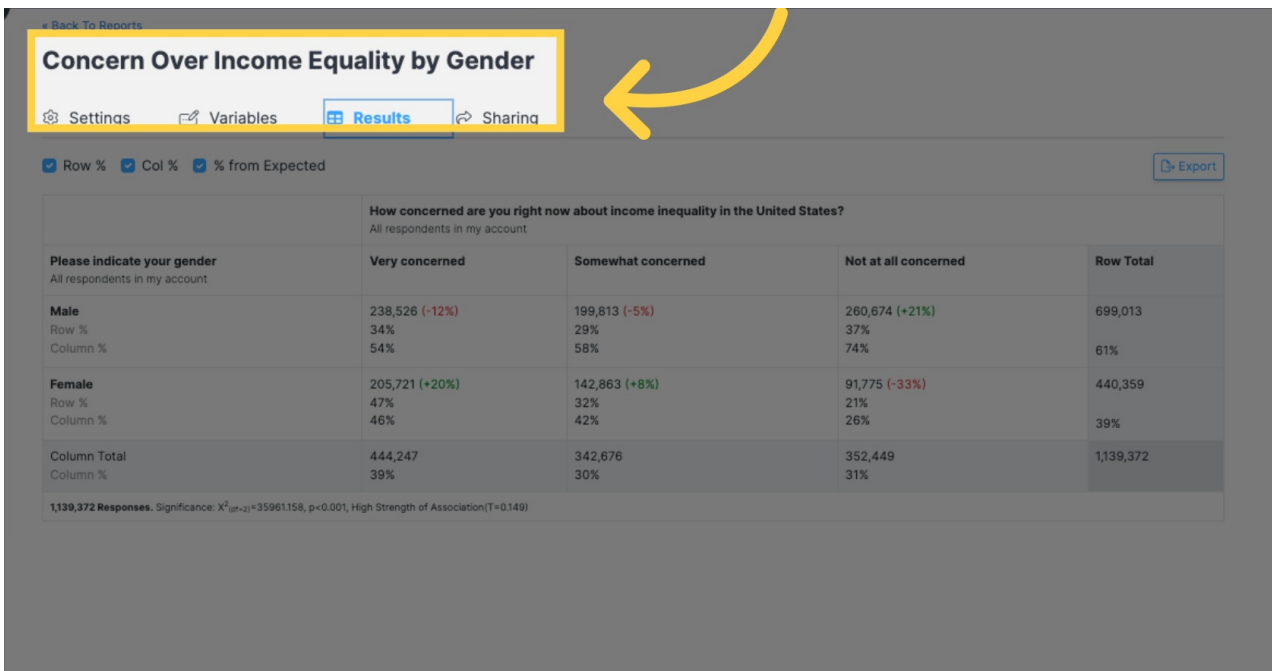 « Back To Reports
Concern Over Income Equality by Gender
Settings Variables Results Sharing
Row % Col % % from Expected Export
How concerned are you right now about income inequality in the United States?
All respondents in my account
Please indicate your gender Very concerned Somewhat concerned Not at all concerned Row Total
All respondents in my account
Male 238,526 (-12%) 199,813 (-5%) 260,674 (+21%) 699,013
Row % 34% 29% 37%
Column % 54% 58% 74% 61%
Female 205,721 (+20%) 142,863 (+8%) 91,775 (-33%) 440,359
Row % 47% 32% 21%
Column % 46% 42% 26% 39%
Column Total 444,247 342,676 352,449 1,139,372
Column % 39% 30% 31%
1,139,372 Responses. Significance: X²(df=2)=35961.158, p<0.001, High Strength of Association(T=0.149)